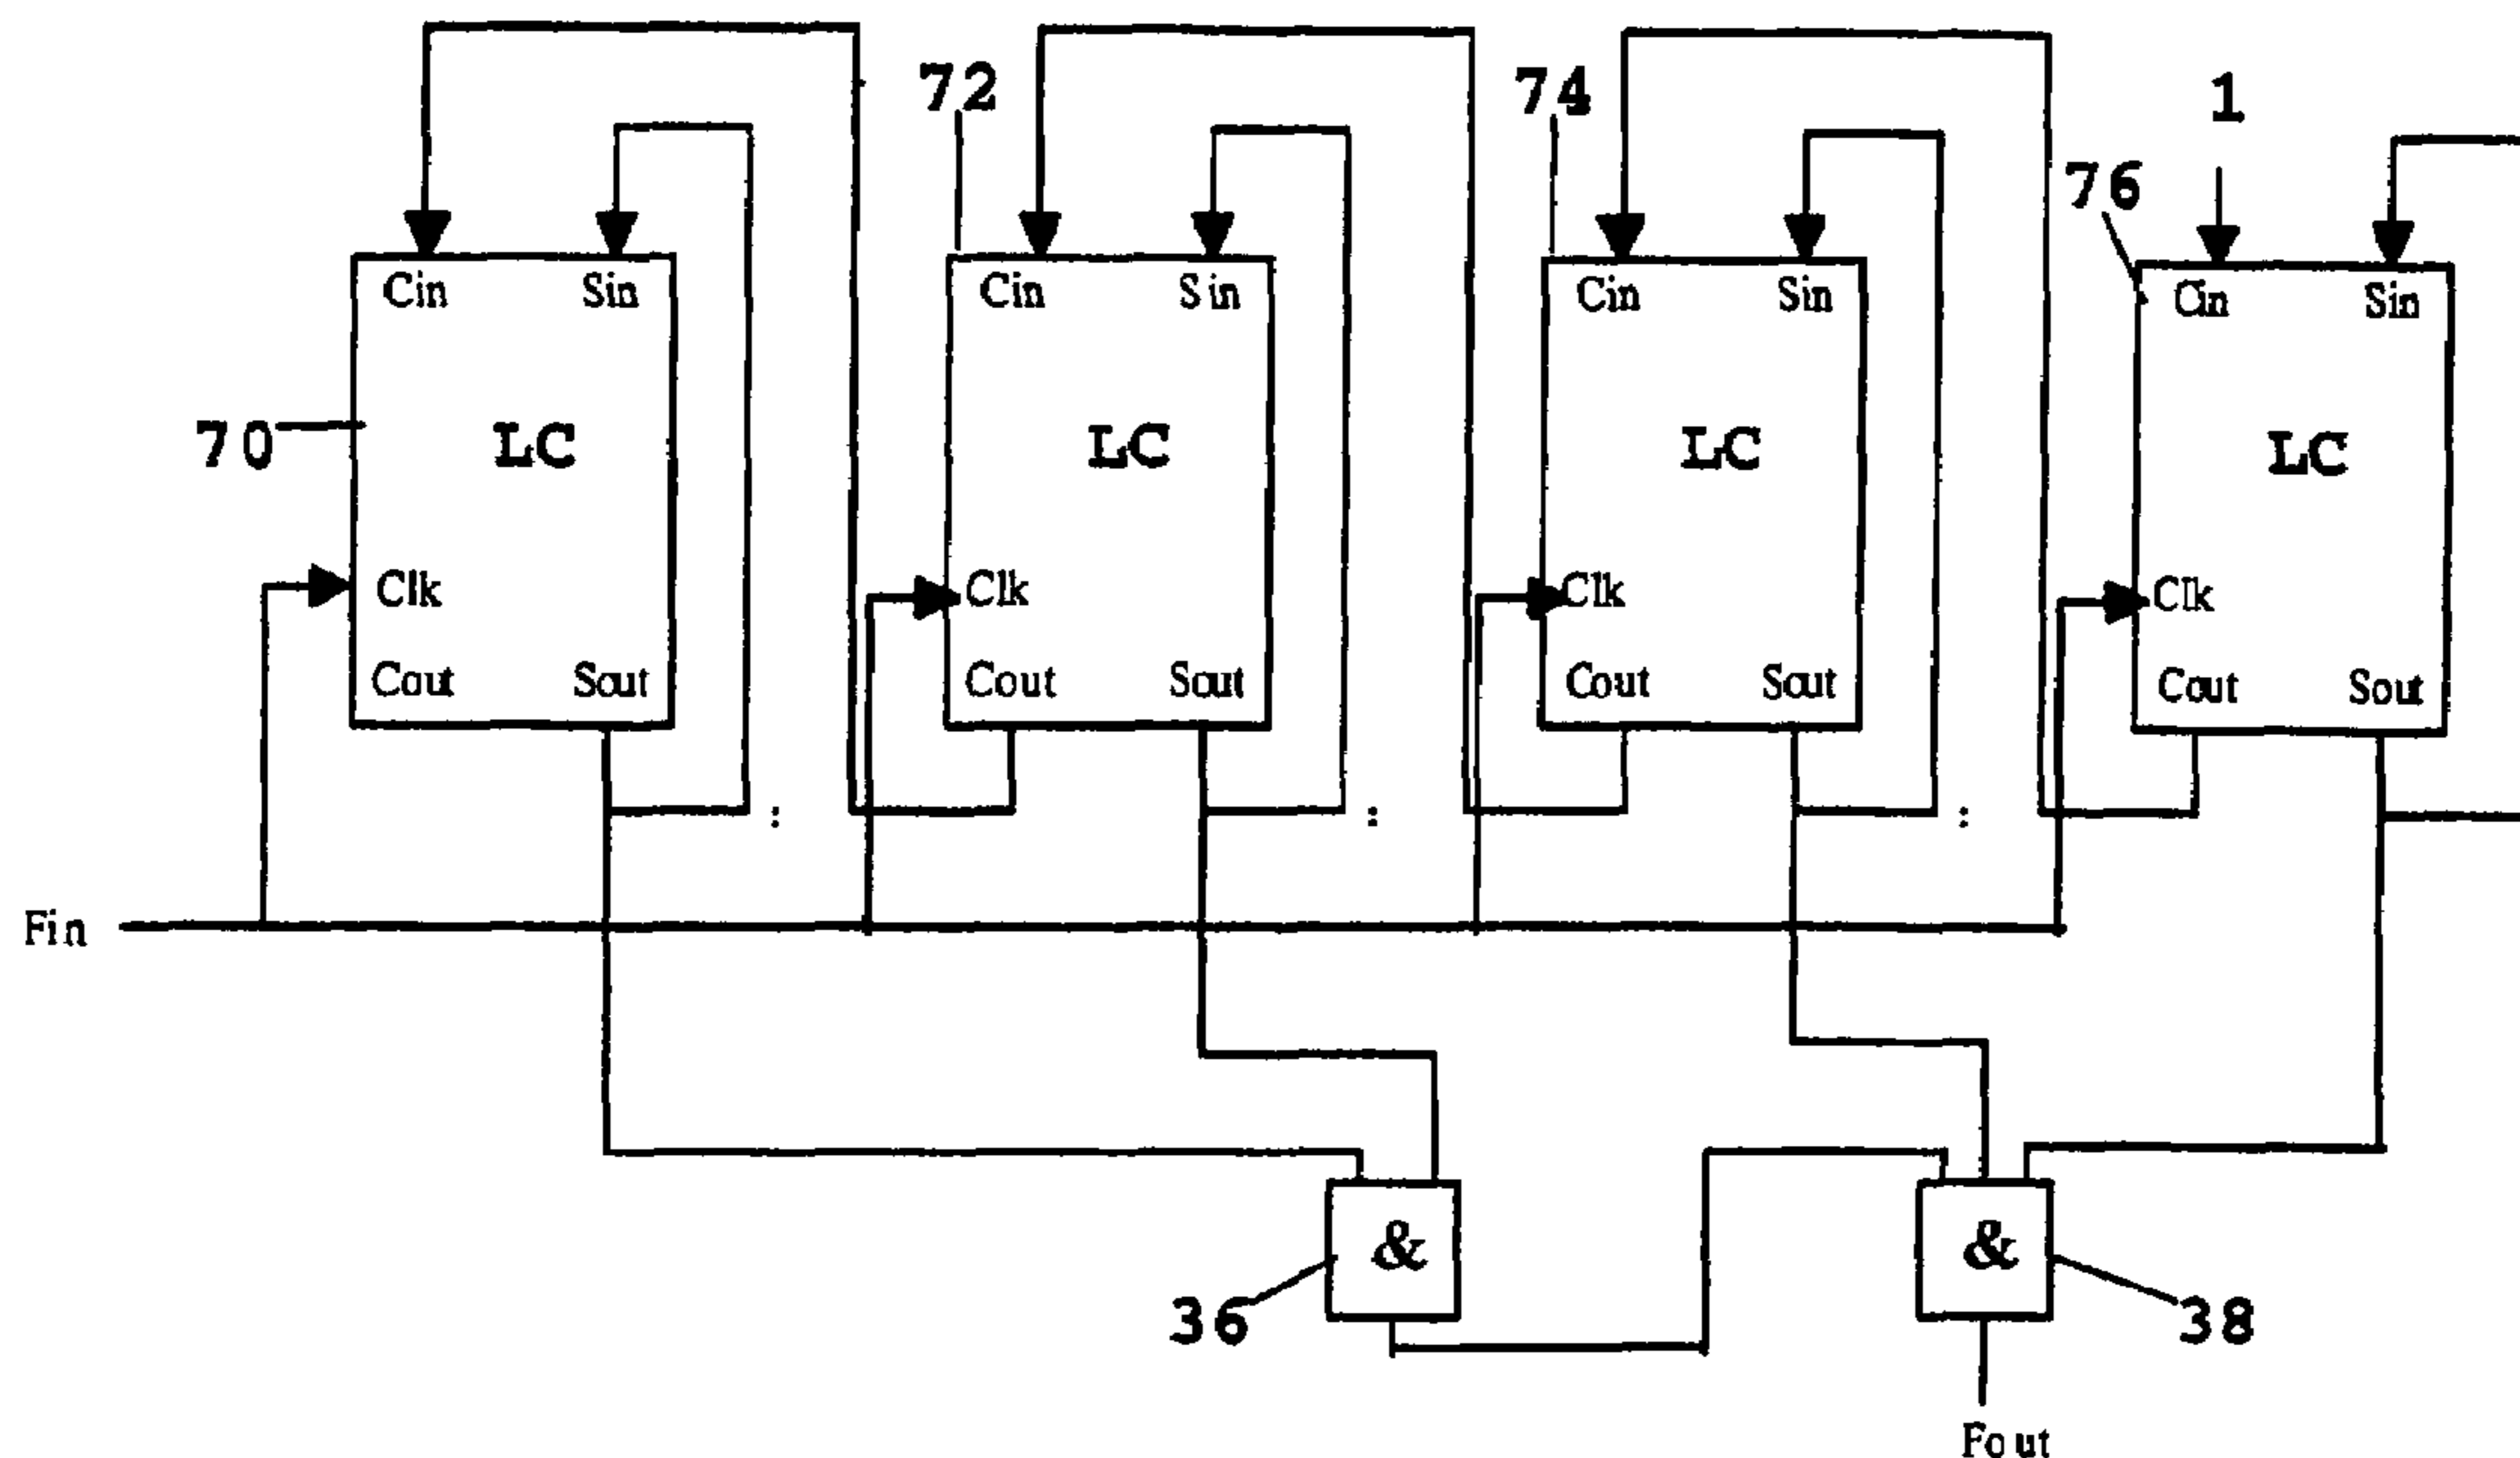 72
74
1
76
Cin Sin
Cin Sin
Cin Sin
Cin Sin
70
LC
LC
LC
LC
Clk
Clk
Clk
Clk
Cout Sout
Cout Sout
Cout Sout
Cout Sout
:
:
:
Fin
&
&
36
38
Fout